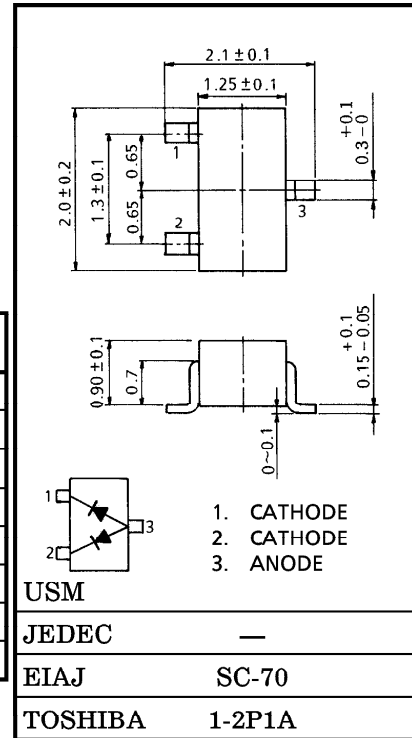 2.1±0.1
1.25±0.1
2.0±0.2
1.3±0.1
0.65
0.65
1
2
3
+0.1
0.3-0
0.90±0.1
0.7
0~0.1
+0.1
0.15-0.05
1
2
3
1. CATHODE
2. CATHODE
3. ANODE
USM
JEDEC —
EIAJ SC-70
TOSHIBA 1-2P1A